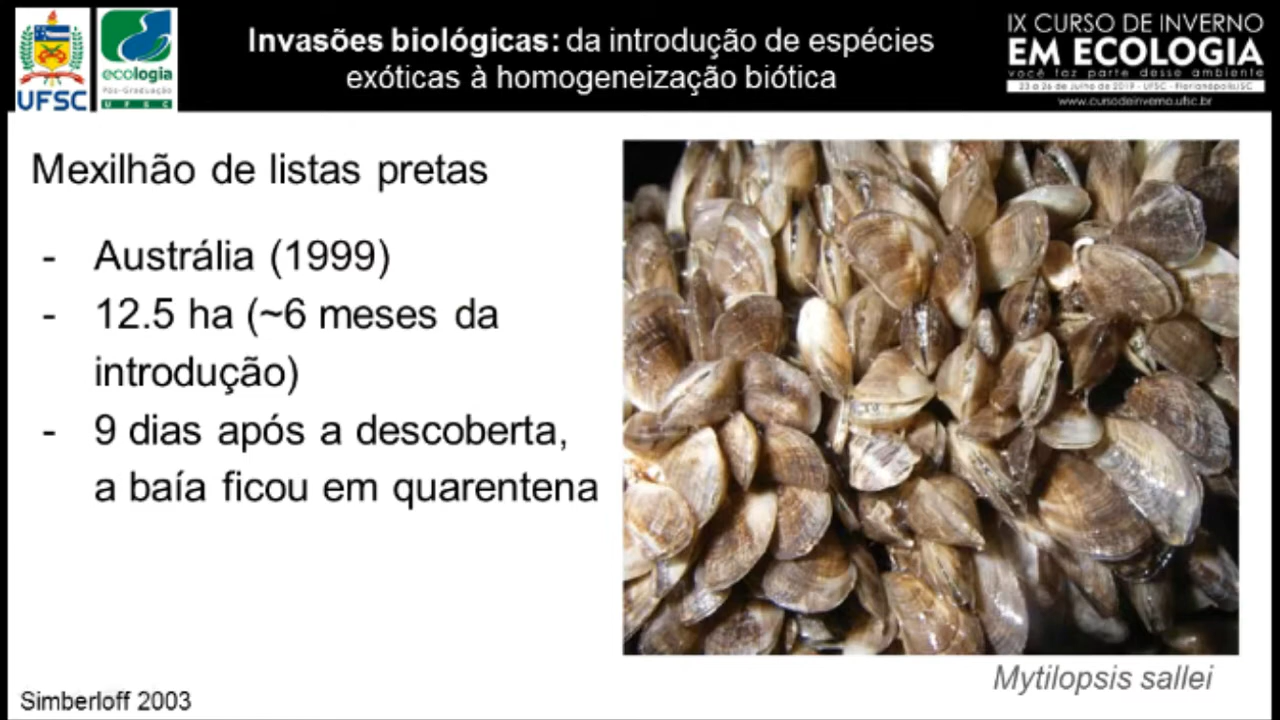 UFSC
ecologia
Pós-Graduação
UFSC
Invasões biológicas: da introdução de espécies
exóticas à homogeneização biótica
IX CURSO DE INVERNO
EM ECOLOGIA
você faz parte desse ambiente
23 a 26 de Julho de 2019 - UFSC - Florianópolis/SC
www.cursodeinverno.ufsc.br
Mexilhão de listas pretas
- Austrália (1999)
- 12.5 ha (~6 meses da
introdução)
- 9 dias após a descoberta,
a baía ficou em quarentena
Mytilopsis sallei
Simberloff 2003